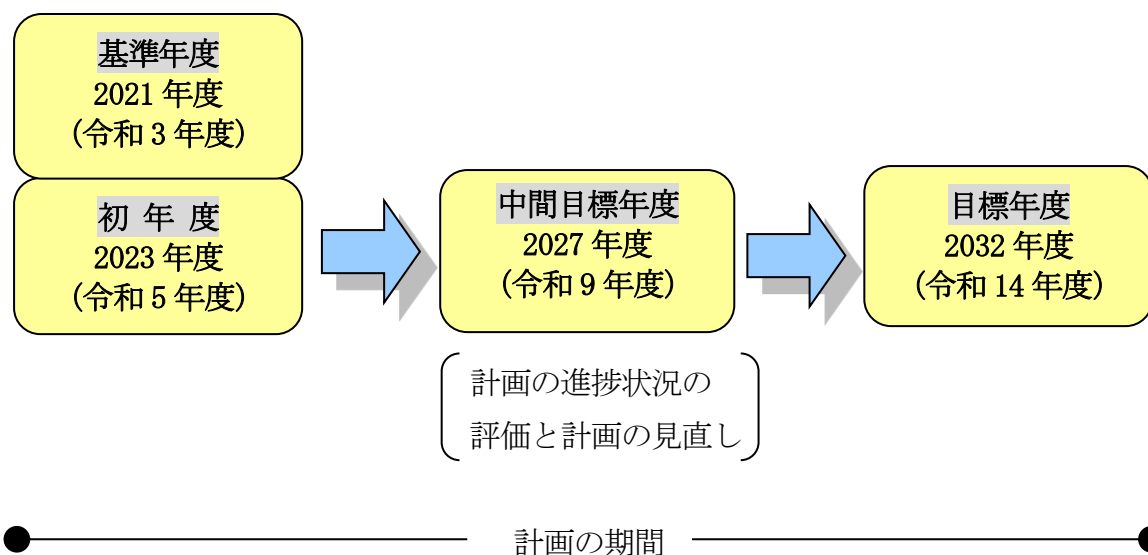 基準年度
2021 年度
(令和 3 年度)
初 年 度
2023 年度
(令和 5 年度)
中間目標年度
2027 年度
(令和 9 年度)
目標年度
2032 年度
(令和 14 年度)
計画の進捗状況の
評価と計画の見直し
計画の期間